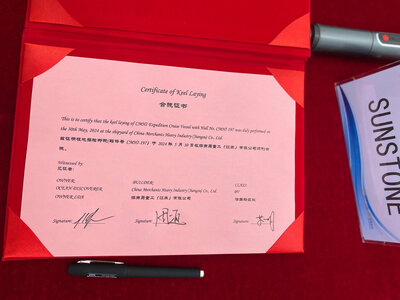 Certificate of Keel Laying
合拢证书
This is to certify that the keel laying of CMHI Expedition Cruise Vessel with Hull No. CMHI 197 was duly performed on
the 30th May, 2024 at the shipyard of China Merchants Heavy Industry (Jiangsu) Co., Ltd.
Witnessed by:
见证者:
OWNER:
BUILDER:
CLASS:
OCEAN DISCOVERER
China Merchants Heavy Industry (Jiangsu) Co., Ltd.
BV
OWNER LTD
招商局重工(江苏)有限公司
Signature:
Signature:
Signature:
SUNSTONE